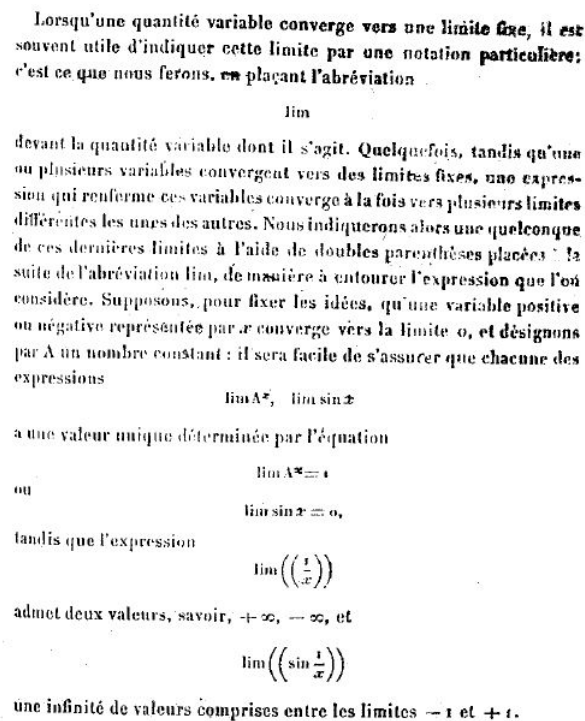 Lorsqu'une quantité variable converge vers une limite fixe, il est
souvent utile d'indiquer cette limite par une notation particulière;
c'est ce que nous ferons, en plaçant l'abréviation
lim
devant la quantité variable dont il s'agit. Quelquefois, tandis qu'une
ou plusieurs variables convergent vers des limites fixes, une expres-
sion qui renferme ces variables converge à la fois vers plusieurs limites
différentes les unes des autres. Nous indiquerons alors une quelconque
de ces dernières limites à l'aide de doubles parenthèses placées la
suite de l'abréviation lim, de manière à entourer l'expression que l'on
considère. Supposons, pour fixer les idées, qu'une variable positive
ou négative représentée par x converge vers la limite 0, et désignons
par A un nombre constant : il sera facile de s'assurer que chacune des
expressions
lim Aˣ, lim sin x
a une valeur unique déterminée par l'équation
lim Aˣ = 1
ou
lim sin x = 0,
tandis que l'expression
lim((1/x))
admet deux valeurs, savoir, + ∞, − ∞, et
lim((sin 1/x))
une infinité de valeurs comprises entre les limites − 1 et + 1.